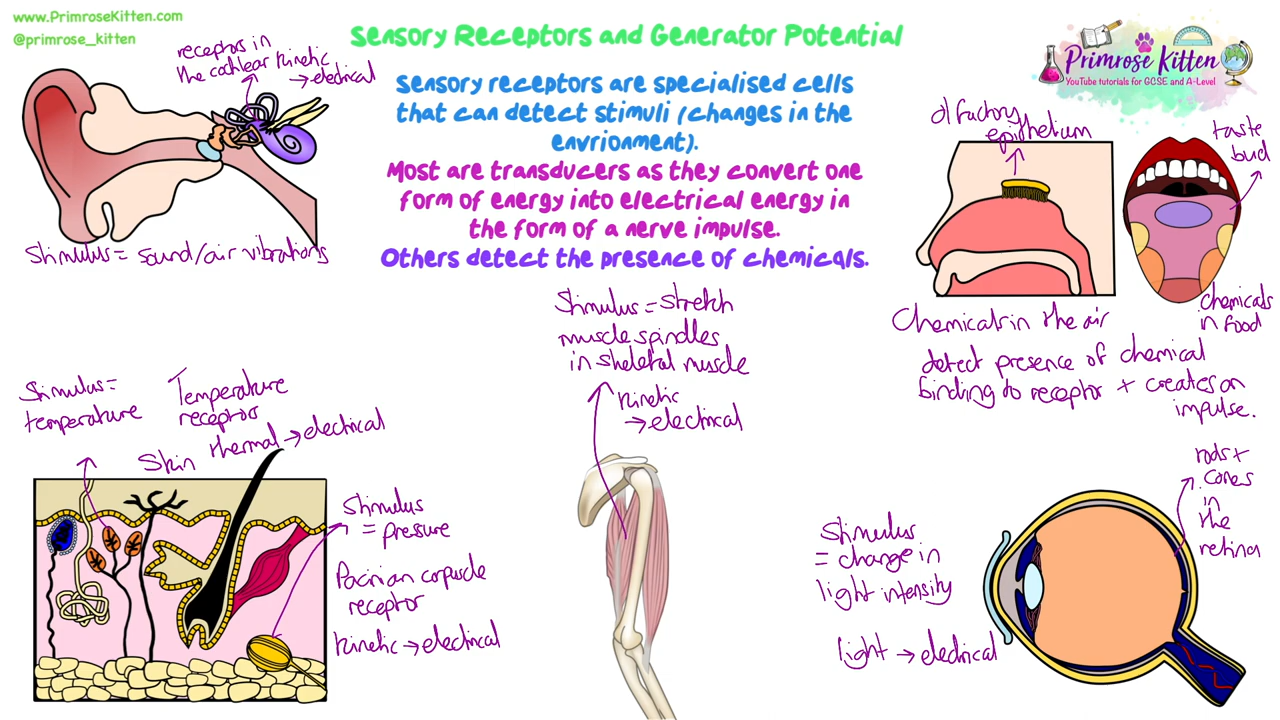 www.PrimroseKitten.com
@primrose_kitten
Sensory Receptors and Generator Potential
Primrose Kitten
YouTube tutorials for GCSE and A-Level
Sensory receptors are specialised cells
that can detect stimuli (changes in the
envrionment).
Most are transducers as they convert one
form of energy into electrical energy in
the form of a nerve impulse.
Others detect the presence of chemicals.
receptors in
the cochlear kinetic
→ electrical
Stimulus = sound/air vibrations
olfactory
epithelium
taste
bud
Chemicals in the air
chemicals
in food
detect presence of chemical
binding to receptor + creates an
impulse.
Stimulus = stretch
muscle spindles
in skeletal muscle
kinetic
→ electrical
Stimulus =
temperature
Temperature
receptors
thermal → electrical
Skin
Stimulus
= pressure
Pacinian corpuscle
receptor
kinetic → electrical
rods +
cones
in
the
retina
Stimulus
= change in
light intensity
light → electrical